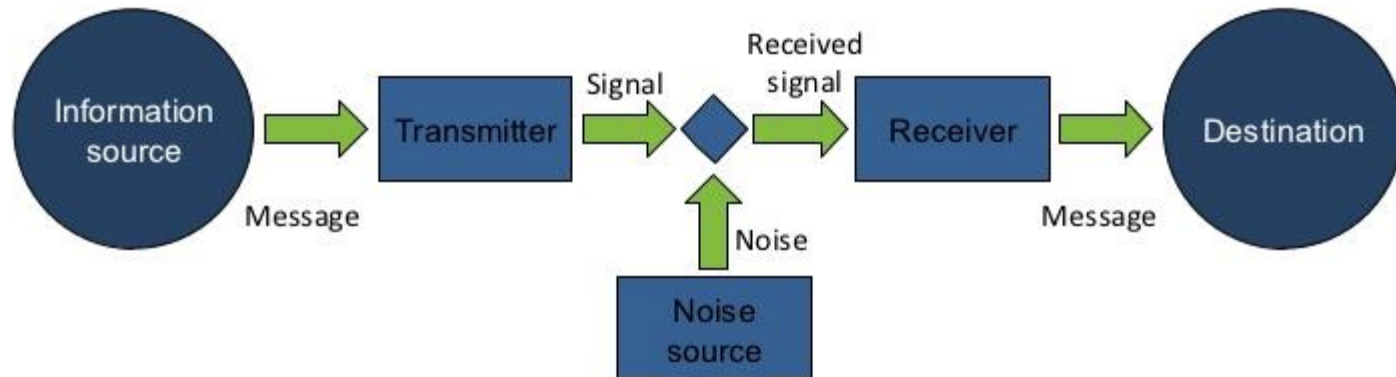 Information
source
Message
Transmitter
Signal
Received
signal
Noise
Noise
source
Receiver
Message
Destination